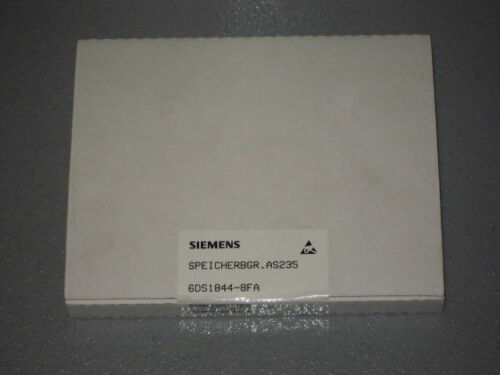 SIEMENS
SPEICHERBGR.AS235
6DS1844-8FA